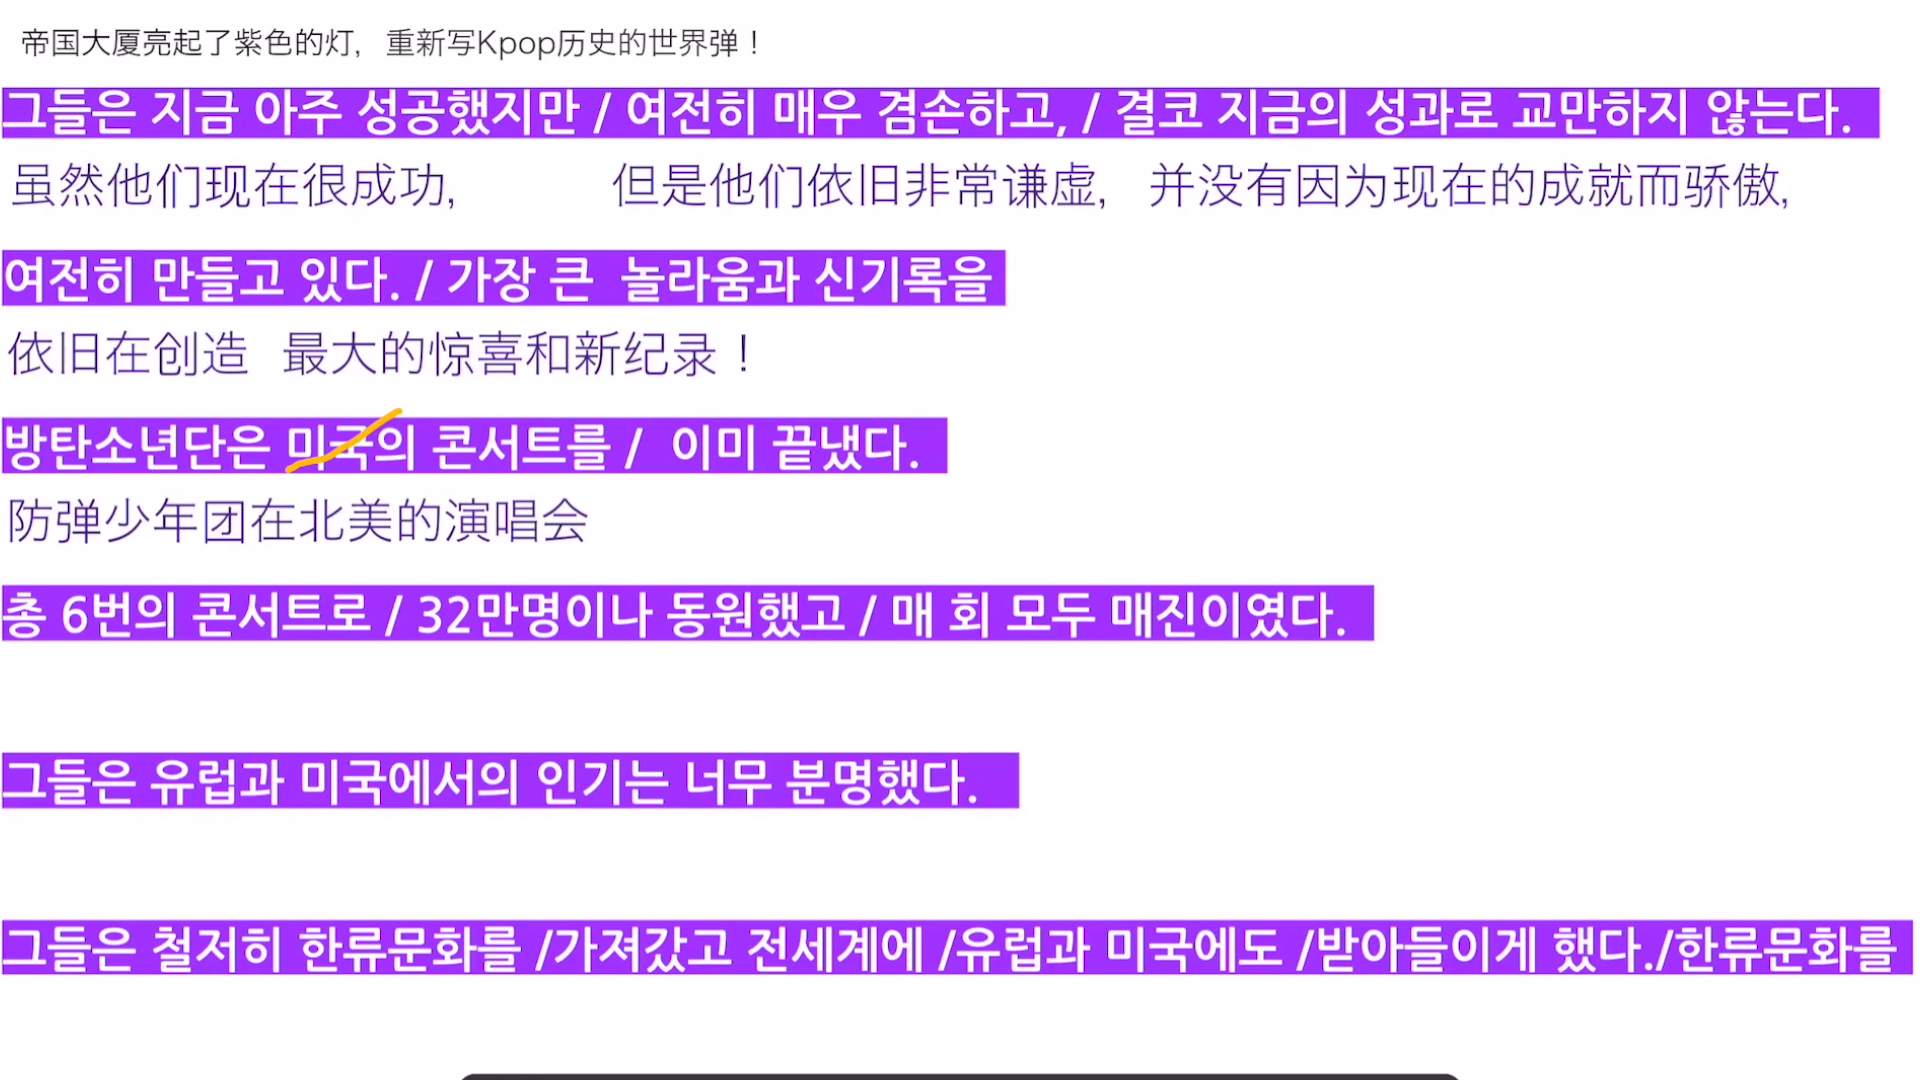 帝国大厦亮起了紫色的灯，重新写Kpop历史的世界弹！
그들은 지금 아주 성공했지만 / 여전히 매우 겸손하고, / 결코 지금의 성과로 교만하지 않는다.
虽然他们现在很成功， 但是他们依旧非常谦虚，并没有因为现在的成就而骄傲，
여전히 만들고 있다. / 가장 큰 놀라움과 신기록을
依旧在创造 最大的惊喜和新纪录！
방탄소년단은 미국의 콘서트를 / 이미 끝냈다.
防弹少年团在北美的演唱会
총 6번의 콘서트로 / 32만명이나 동원했고 / 매 회 모두 매진이였다.
그들은 유럽과 미국에서의 인기는 너무 분명했다.
그들은 철저히 한류문화를 /가져갔고 전세계에 /유럽과 미국에도 /받아들이게 했다./한류문화를